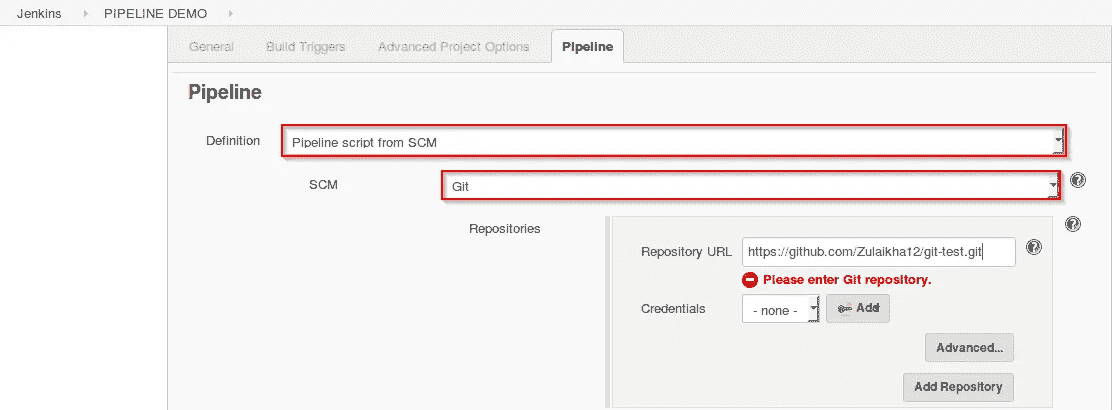 Jenkins PIPELINE DEMO
General Build Triggers Advanced Project Options Pipeline
Pipeline
Definition Pipeline script from SCM
SCM Git
Repositories
Repository URL https://github.com/Zulaikha12/git-test.git
Please enter Git repository.
Credentials - none - Add
Advanced...
Add Repository